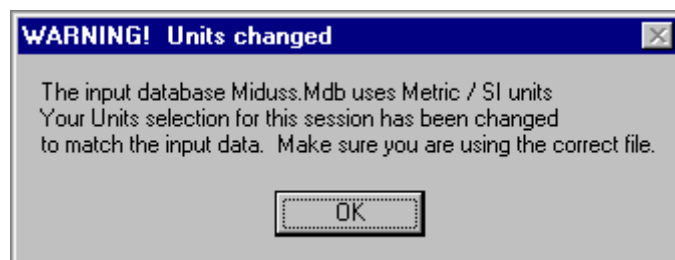 WARNING! Units changed
The input database Miduss.Mdb uses Metric / SI units
Your Units selection for this session has been changed
to match the input data. Make sure you are using the correct file.
OK